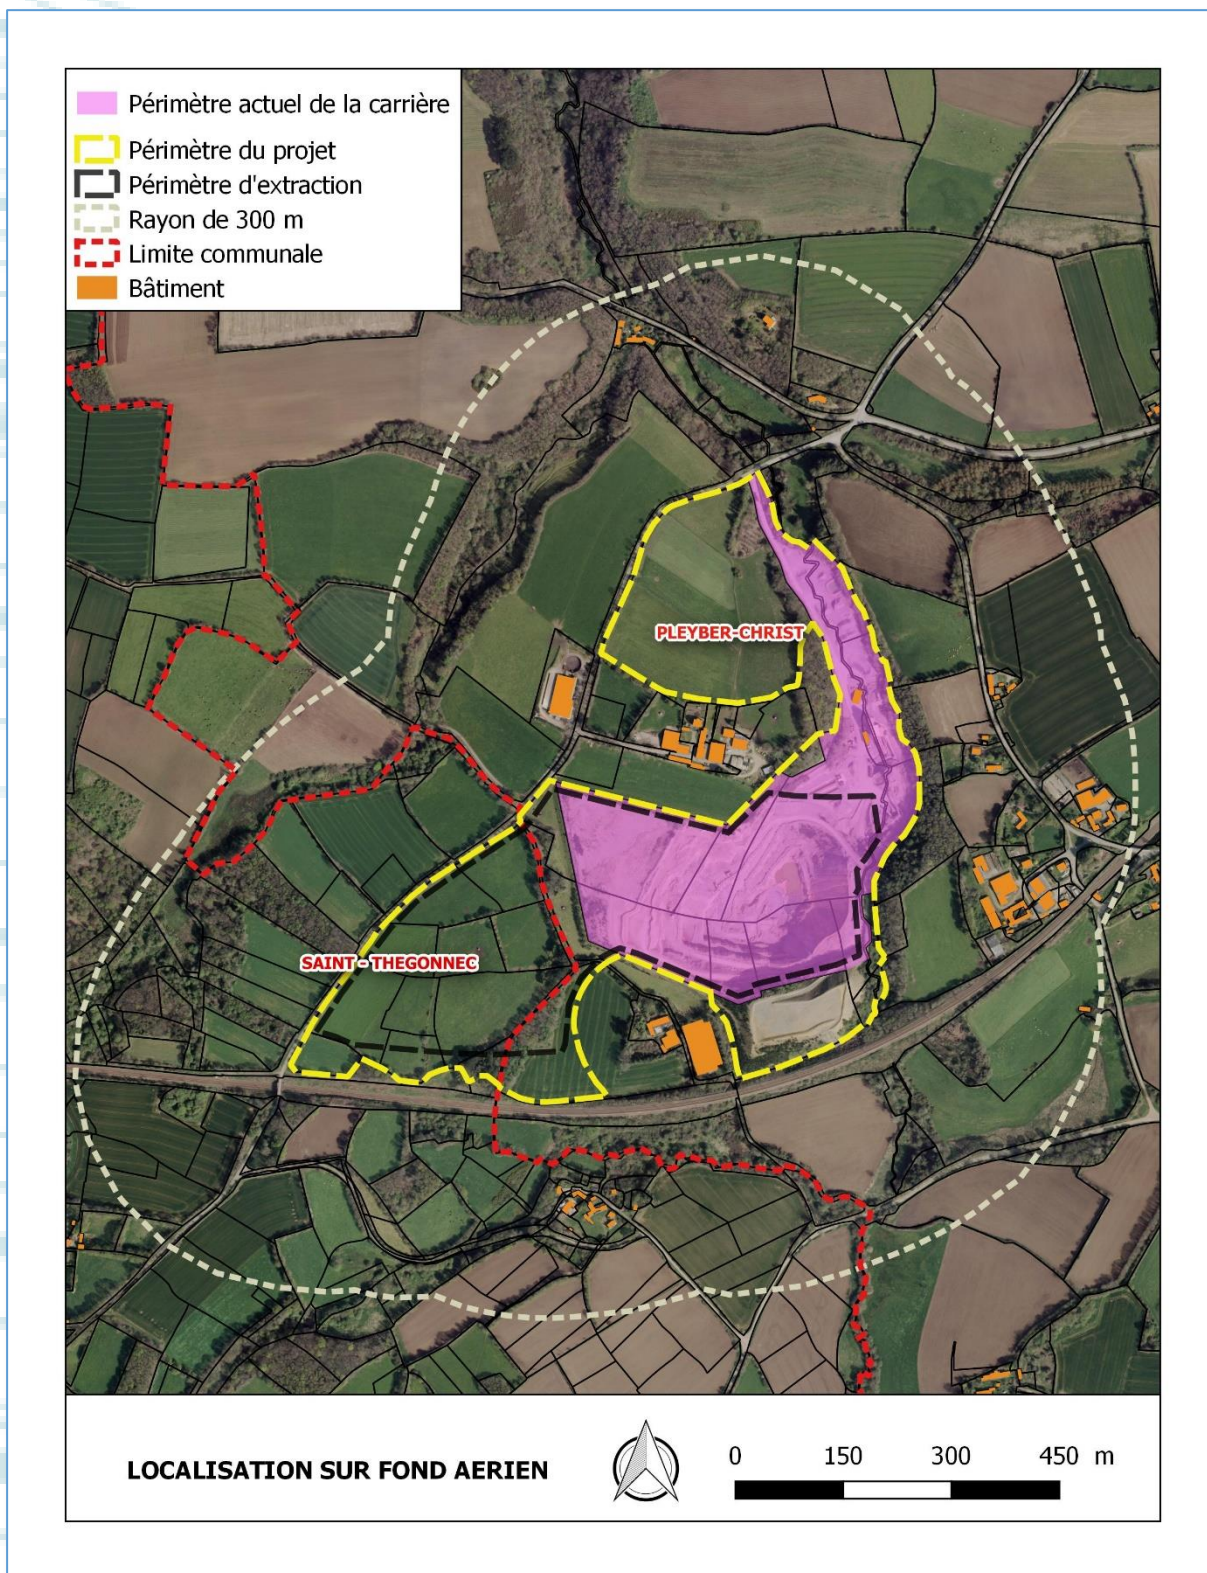 Périmètre actuel de la carrière
Périmètre du projet
Périmètre d'extraction
Rayon de 300 m
Limite communale
Bâtiment
PLEYBER-CHRIST
SAINT - THEGONNEC
LOCALISATION SUR FOND AERIEN
0 150 300 450 m